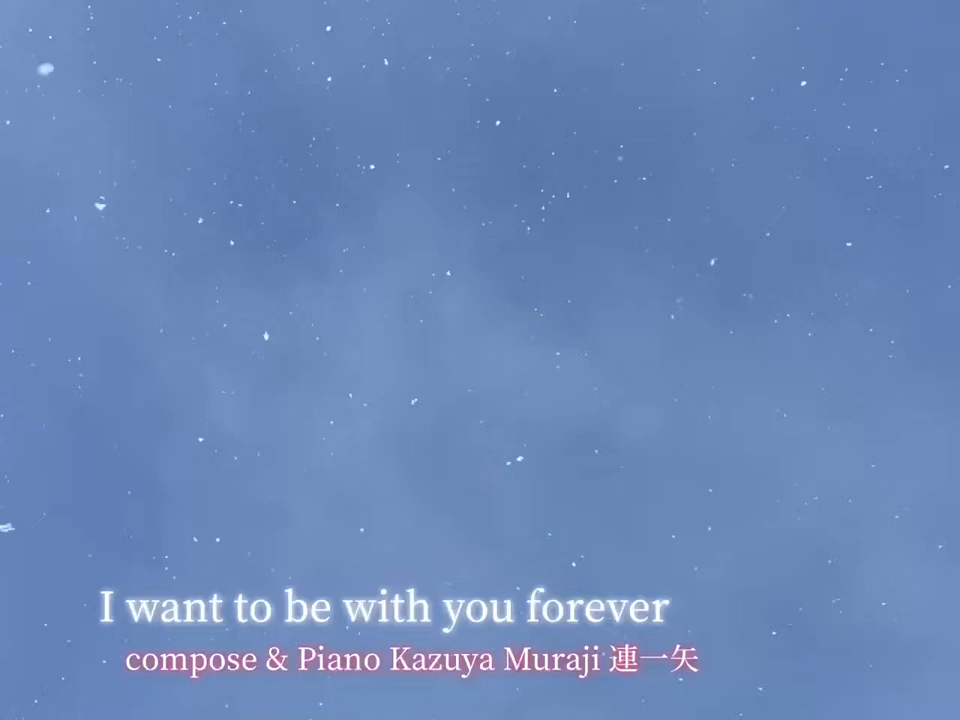 I want to be with you forever
compose & Piano Kazuya Muraji 連一矢